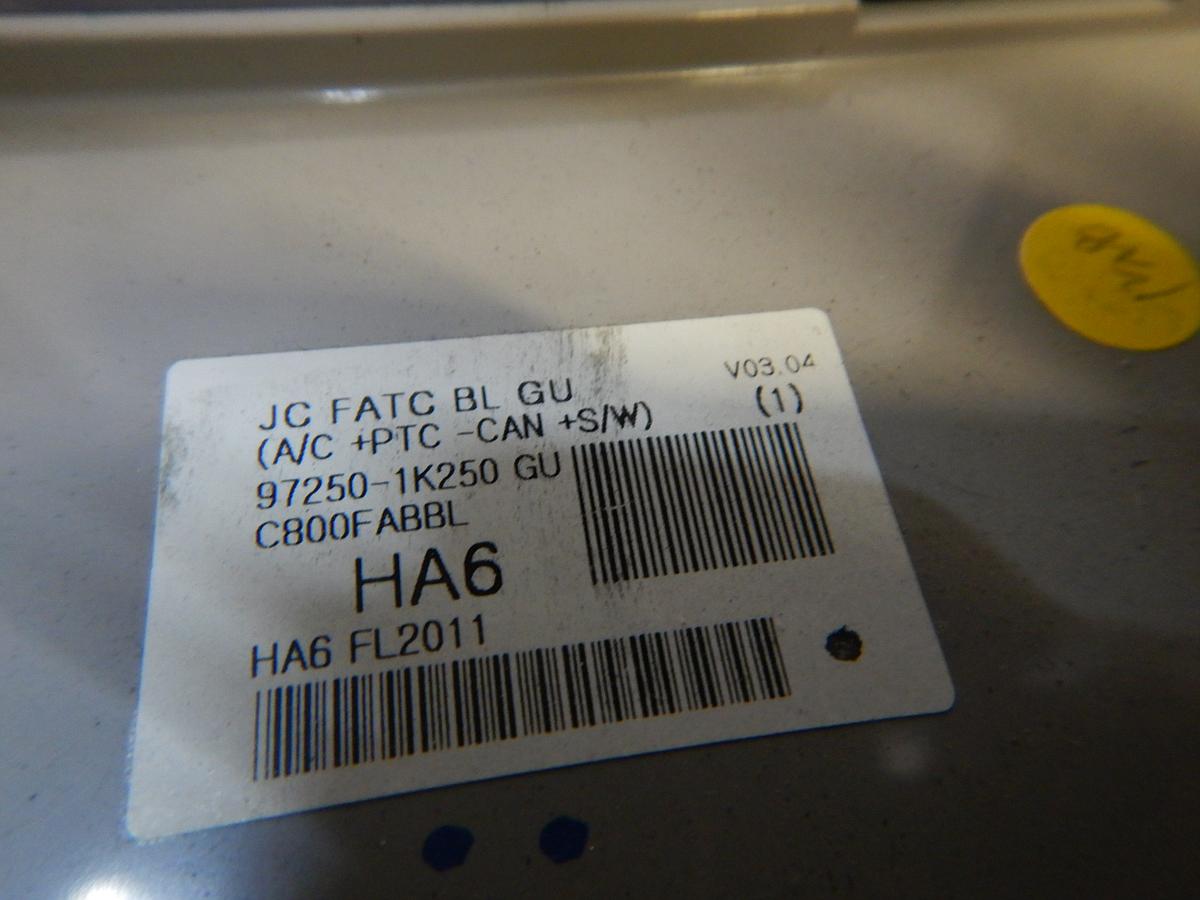 JC FATC BL GU
V03.04
(A/C +PTC -CAN +S/W)
(1)
97250-1K250 GU
C800FABBL
HA6
HA6 FL2011